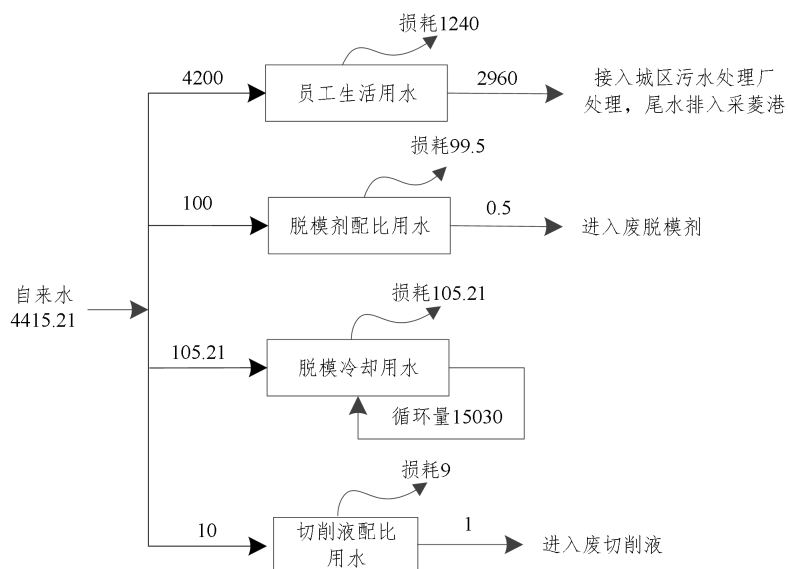 损耗1240
4200
员工生活用水
2960
接入城区污水处理厂
处理，尾水排入采菱港
损耗99.5
100
脱模剂配比用水
0.5
进入废脱模剂
自来水
4415.21
损耗105.21
105.21
脱模冷却用水
循环量15030
损耗9
10
切削液配比
用水
1
进入废切削液